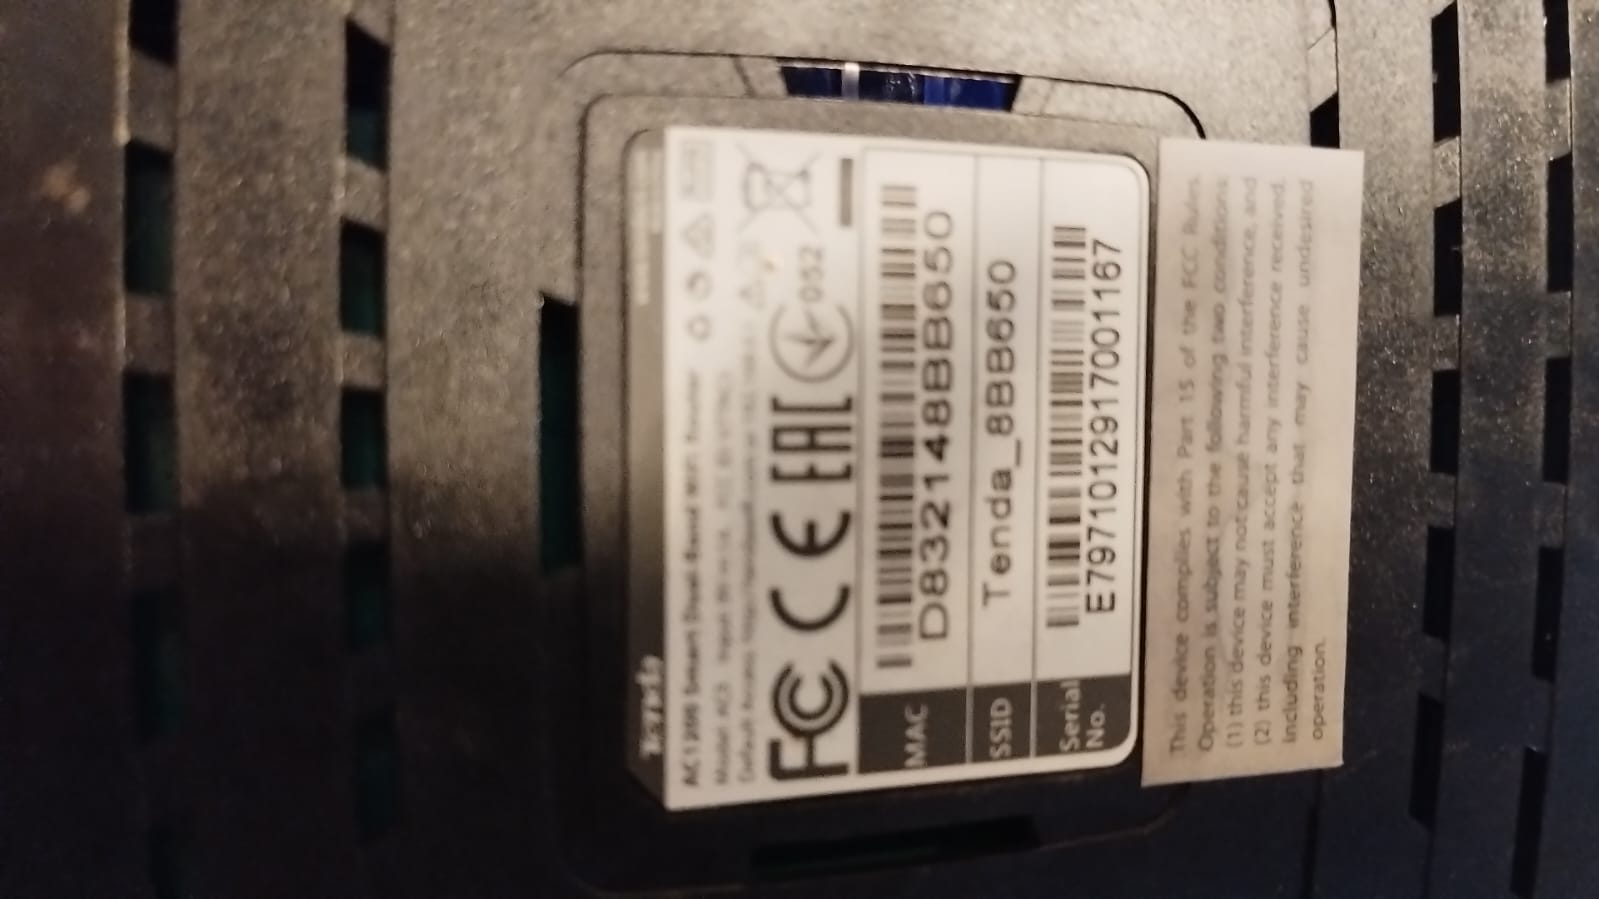 Tenda
AC1200 Smart Dual-Band WiFi Router
Model: AC5
FC CE EAC 052
MAC D832148BB650
SSID Tenda_8BB650
Serial No. E7971012917001167
This device complies with Part 15 of the FCC Rules.
Operation is subject to the following two conditions:
(1) this device may not cause harmful interference, and
(2) this device must accept any interference received,
including interference that may cause undesired
operation.